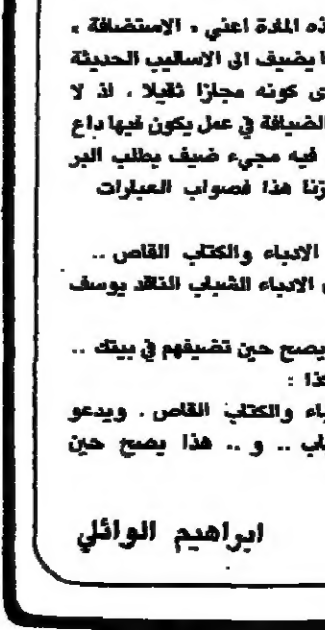 ذه المادة اعني « الاستضافة »
ا يضيف الى الاساليب الحديثة
ى كونه مجازا ثقيلا ، اذ لا
الضيافة في عمل يكون فيها داع
فيه مجيء ضيف يطلب البر
زنا هذا فصواب العبارات
الادباء والكتاب القاص ..
الادباء الشباب الناقد يوسف
يصح حين تضيفهم في بيتك ..
ذا :
باء والكتاب القاص . ويدعو
اب .. و .. هذا يصح حين
ابراهيم الوائلي